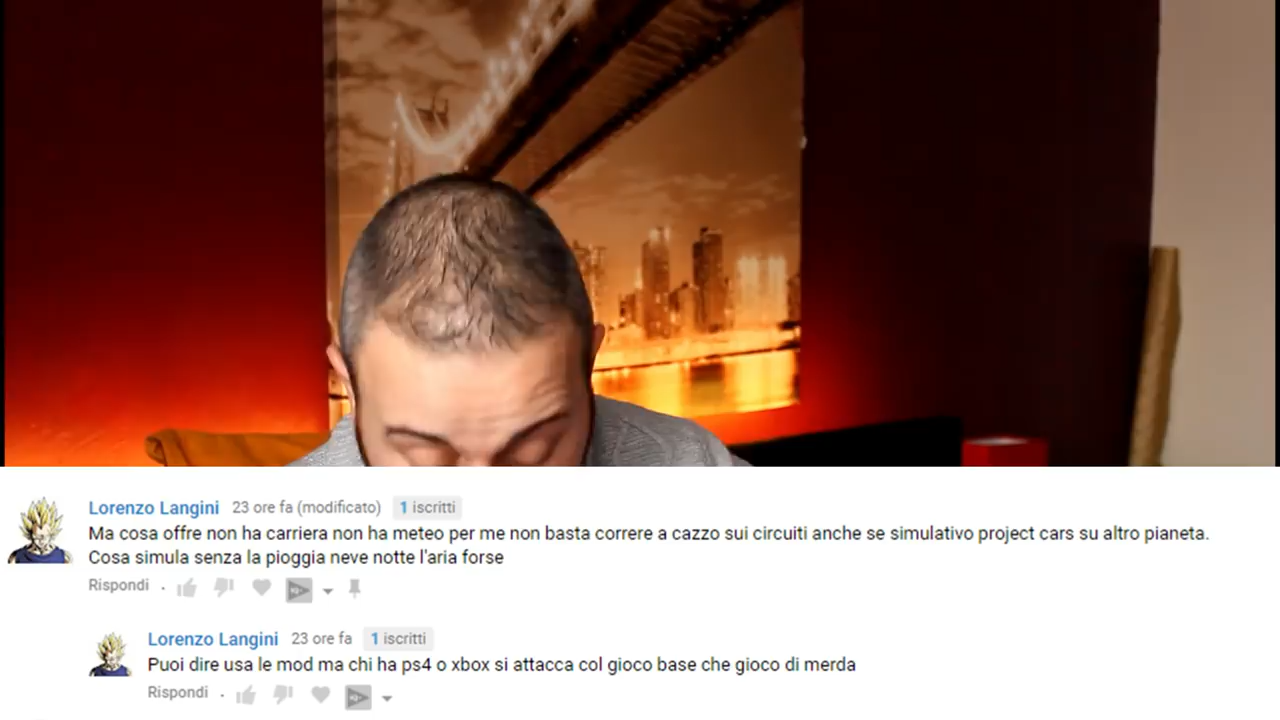 Lorenzo Langini 23 ore fa (modificato) 1 iscritti
Ma cosa offre non ha carriera non ha meteo per me non basta correre a cazzo sui circuiti anche se simulativo project cars su altro pianeta.
Cosa simula senza la pioggia neve notte l'aria forse
Rispondi
Lorenzo Langini 23 ore fa 1 iscritti
Puoi dire usa le mod ma chi ha ps4 o xbox si attacca col gioco base che gioco di merda
Rispondi